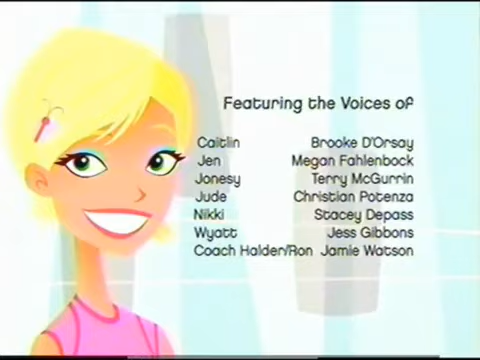 Featuring the Voices of
Caitlin Brooke D'Orsay
Jen Megan Fahlenbock
Jonesy Terry McGurrin
Jude Christian Potenza
Nikki Stacey Depass
Wyatt Jess Gibbons
Coach Halder/Ron Jamie Watson